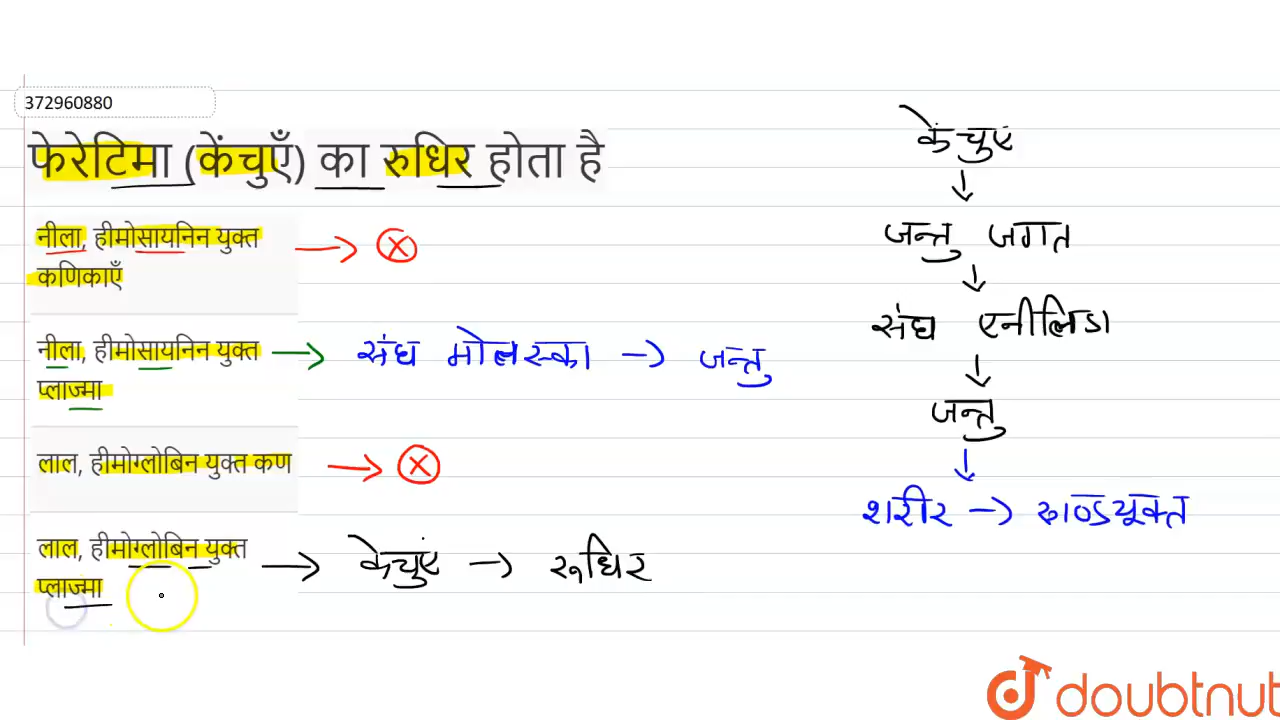 372960880
फेरेटिमा (केंचुएँ) का रुधिर होता है
नीला, हीमोसायनिन युक्त
कणिकाएँ
नीला, हीमोसायनिन युक्त
प्लाज्मा
संघ मोलस्का → जन्तु
लाल, हीमोग्लोबिन युक्त कण
लाल, हीमोग्लोबिन युक्त
प्लाज्मा
केचुएं → रूधिर
केंचुएं
जन्तु जगत
संघ एनीलिडा
जन्तु
शरीर → खण्डयुक्त
doubtnut